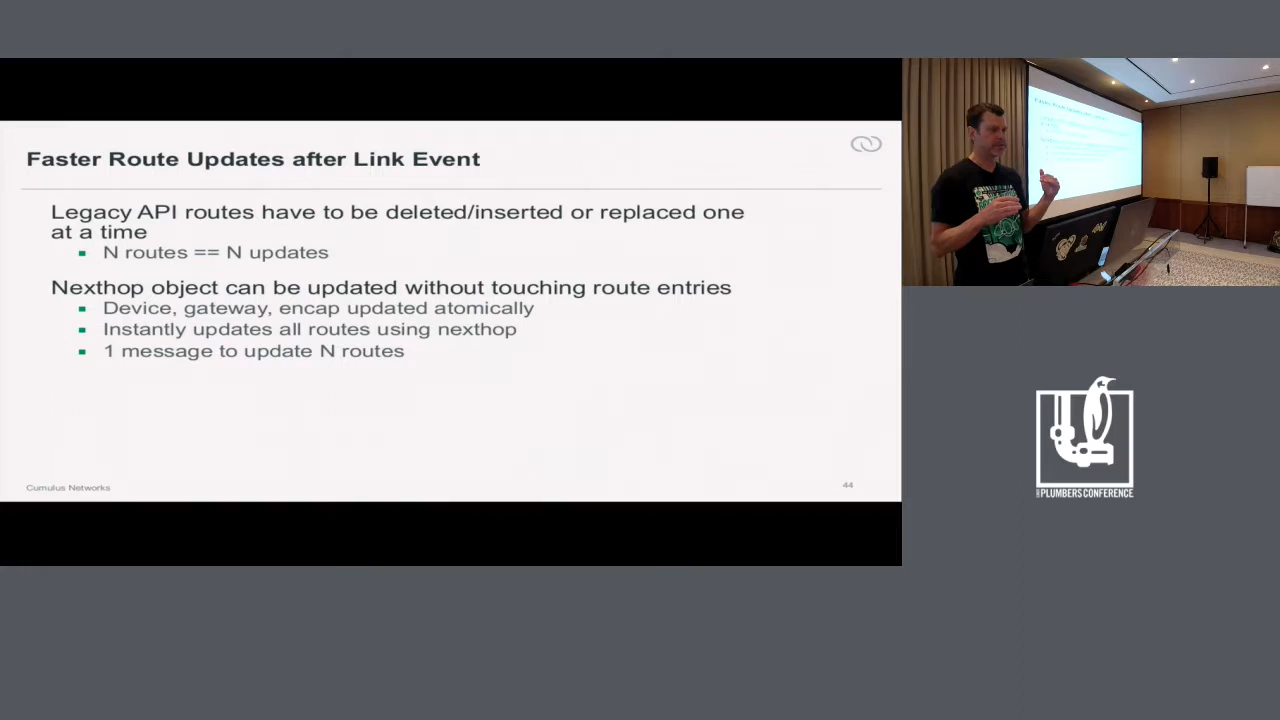 Faster Route Updates after Link Event
Legacy API routes have to be deleted/inserted or replaced one
at a time
N routes == N updates
Nexthop object can be updated without touching route entries
Device, gateway, encap updated atomically
Instantly updates all routes using nexthop
1 message to update N routes
Cumulus Networks
44
PLUMBERS CONFERENCE